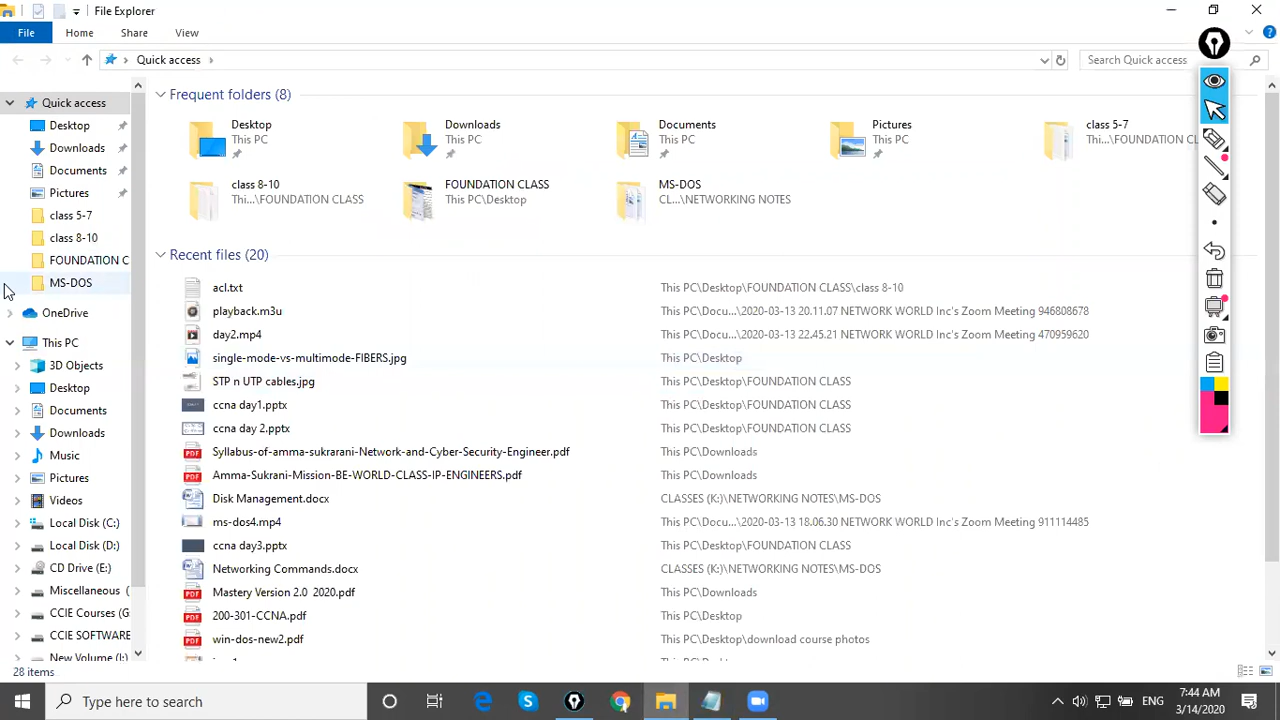 File Explorer
File Home Share View
Quick access
Search Quick access
Quick access
Desktop
Downloads
Documents
Pictures
class 5-7
class 8-10
FOUNDATION C
MS-DOS
OneDrive
This PC
3D Objects
Desktop
Documents
Downloads
Music
Pictures
Videos
Local Disk (C:)
Local Disk (D:)
CD Drive (E:)
Miscellaneous (
CCIE Courses (G
CCIE SOFTWARE
New Volume (I:)
Frequent folders (8)
Desktop
This PC
Downloads
This PC
Documents
This PC
Pictures
This PC
class 5-7
Thi...\FOUNDATION CL
class 8-10
Thi...\FOUNDATION CLASS
FOUNDATION CLASS
This PC\Desktop
MS-DOS
CL...\NETWORKING NOTES
Recent files (20)
acl.txt This PC\Desktop\FOUNDATION CLASS\class 8-10
playback.m3u This PC\Docu...\2020-03-13 20.11.07 NETWORK WORLD Inc's Zoom Meeting 946808678
day2.mp4 This PC\Docu...\2020-03-13 22.45.21 NETWORK WORLD Inc's Zoom Meeting 470959620
single-mode-vs-multimode-FIBERS.jpg This PC\Desktop
STP n UTP cables.jpg This PC\Desktop\FOUNDATION CLASS
ccna day1.pptx This PC\Desktop\FOUNDATION CLASS
ccna day 2.pptx This PC\Desktop\FOUNDATION CLASS
Syllabus-of-amma-sukrarani-Network-and-Cyber-Security-Engineer.pdf This PC\Downloads
Amma-Sukrani-Mission-BE-WORLD-CLASS-IP-ENGINEERS.pdf This PC\Downloads
Disk Management.docx CLASSES (K:)\NETWORKING NOTES\MS-DOS
ms-dos4.mp4 This PC\Docu...\2020-03-13 18.06.30 NETWORK WORLD Inc's Zoom Meeting 911114485
ccna day3.pptx This PC\Desktop\FOUNDATION CLASS
Networking Commands.docx CLASSES (K:)\NETWORKING NOTES\MS-DOS
Mastery Version 2.0 2020.pdf This PC\Downloads
200-301-CCNA.pdf This PC\Desktop
win-dos-new2.pdf This PC\Desktop\download course photos
28 items
Type here to search
ENG
7:44 AM
3/14/2020